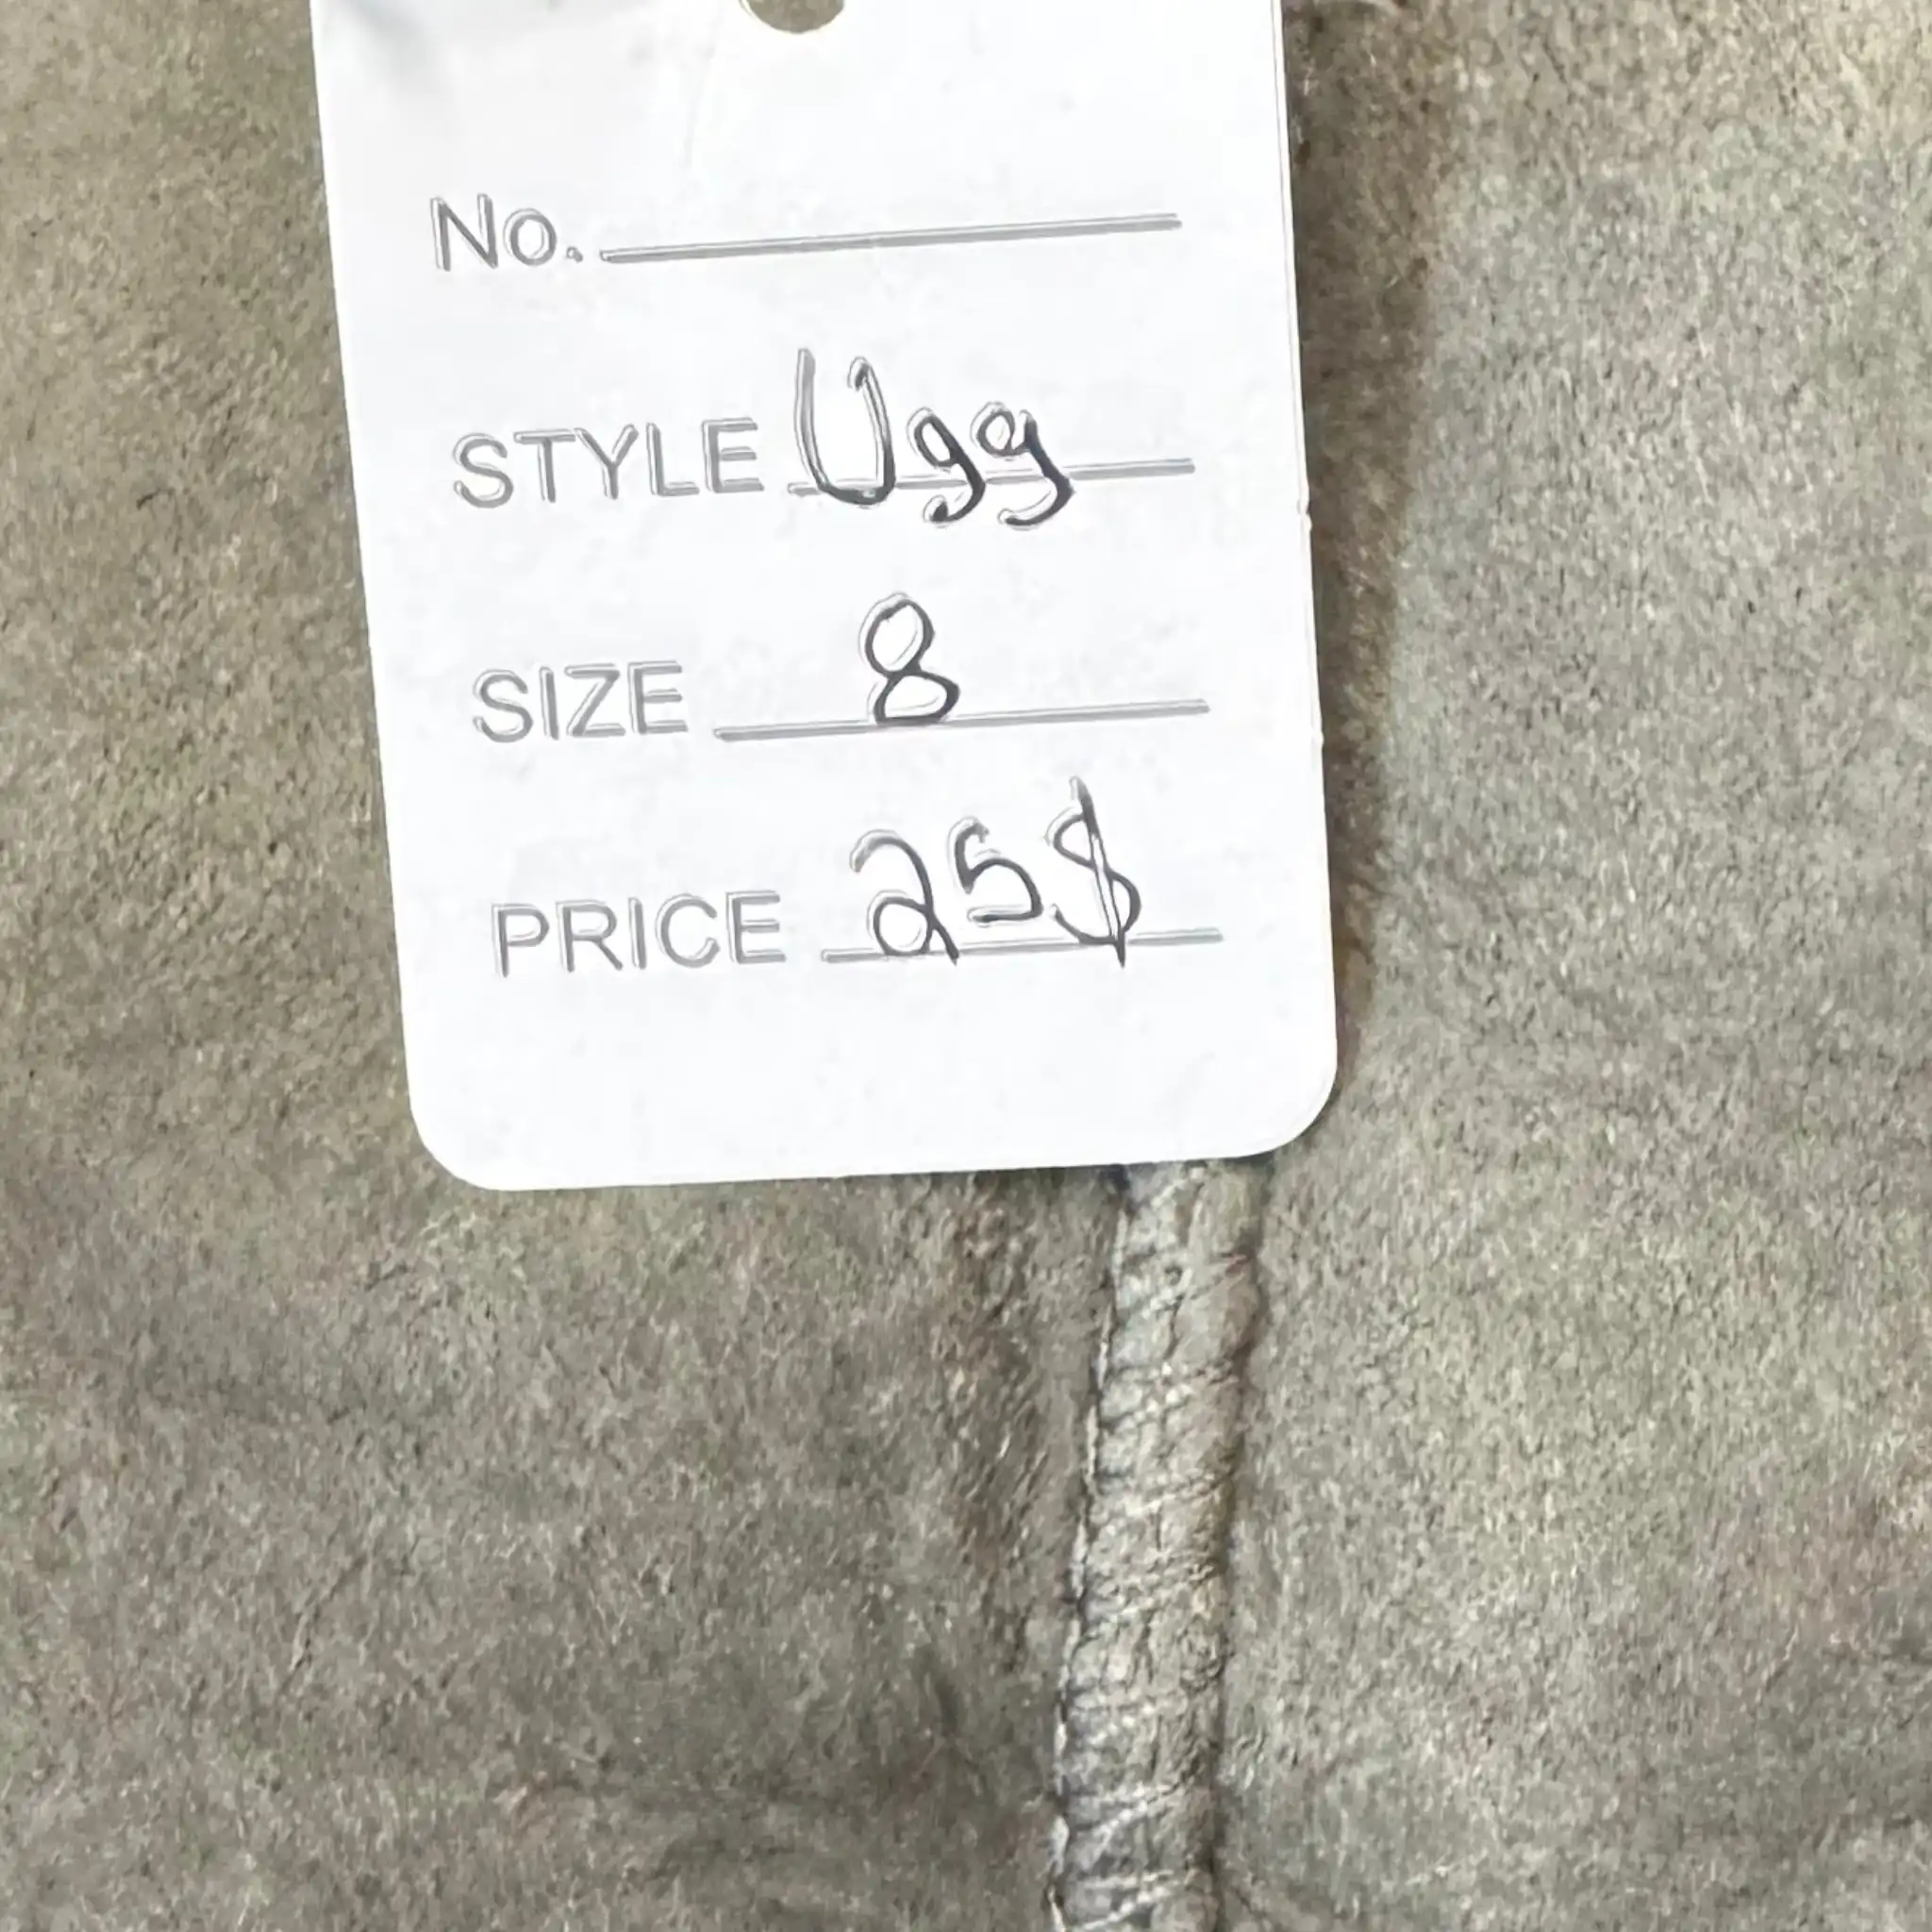 No.
STYLE Ugg
SIZE 8
PRICE 25$